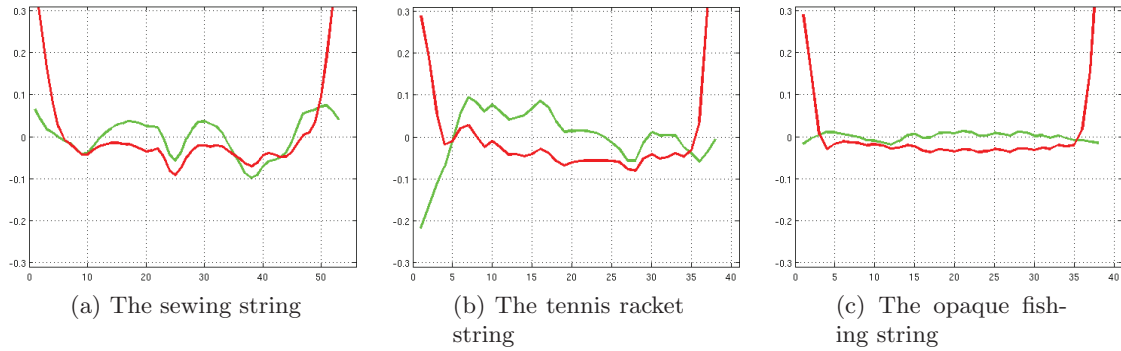 0.3
0.2
0.1
0
-0.1
-0.2
-0.3
0 10 20 30 40 50
(a) The sewing string
0.3
0.2
0.1
0
-0.1
-0.2
-0.3
0 5 10 15 20 25 30 35 40
(b) The tennis racket
string
0.3
0.2
0.1
0
-0.1
-0.2
-0.3
0 5 10 15 20 25 30 35 40
(c) The opaque fish-
ing string